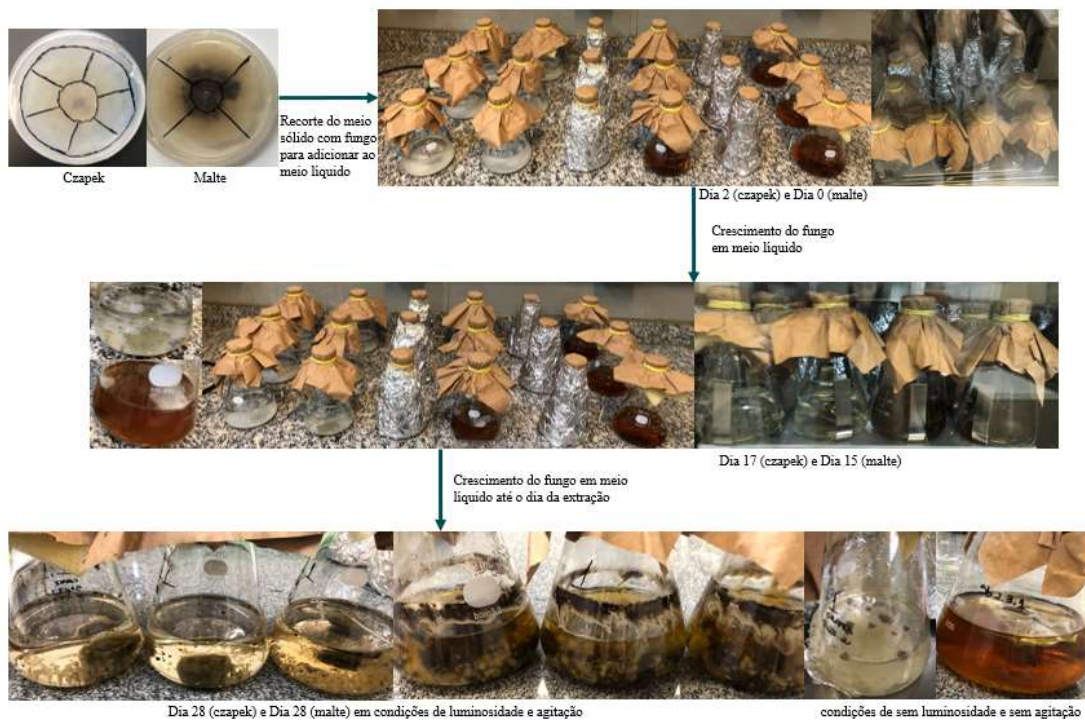 Czapek
Malte
Recorte do meio
sólido com fungo
para adicionar ao
meio líquido
Dia 2 (czapek) e Dia 0 (malte)
Crescimento do fungo
em meio líquido
Dia 17 (czapek) e Dia 15 (malte)
Crescimento do fungo em meio
líquido até o dia da extração
Dia 28 (czapek) e Dia 28 (malte) em condições de luminosidade e agitação
condições de sem luminosidade e sem agitação